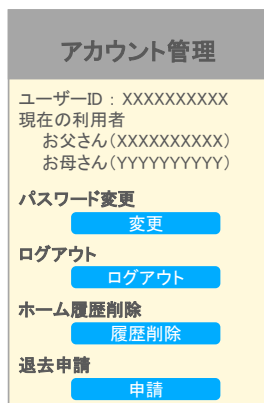 アカウント管理
ユーザーID : XXXXXXXXXX
現在の利用者
お父さん(XXXXXXXXXX)
お母さん(YYYYYYYYYY)
パスワード変更
変更
ログアウト
ログアウト
ホーム履歴削除
履歴削除
退去申請
申請